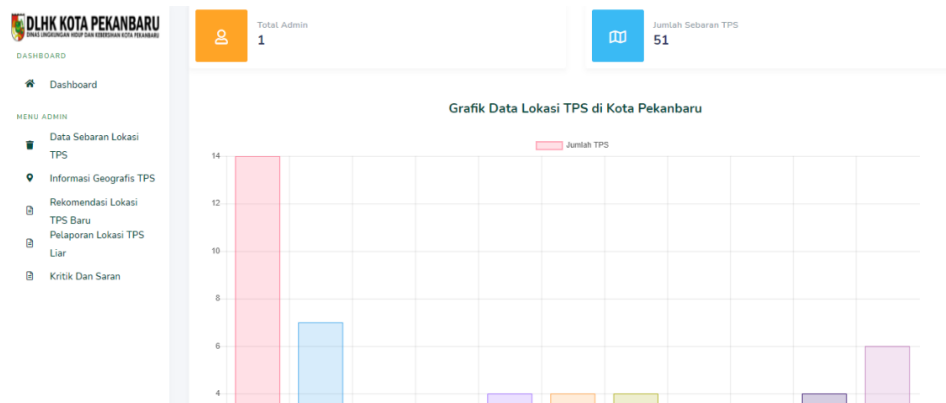 DLHK KOTA PEKANBARU
DINAS LINGKUNGAN HIDUP DAN KEBERSIHAN KOTA PEKANBARU
DASHBOARD
Dashboard
MENU ADMIN
Data Sebaran Lokasi
TPS
Informasi Geografis TPS
Rekomendasi Lokasi
TPS Baru
Pelaporan Lokasi TPS
Liar
Kritik Dan Saran
Total Admin
1
Jumlah Sebaran TPS
51
Grafik Data Lokasi TPS di Kota Pekanbaru
Jumlah TPS
14
12
10
8
6
4